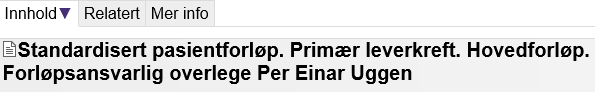 Innhold▼ Relatert Mer info
Standardisert pasientforløp. Primær leverkreft. Hovedforløp.
Forløpsansvarlig overlege Per Einar Uggen